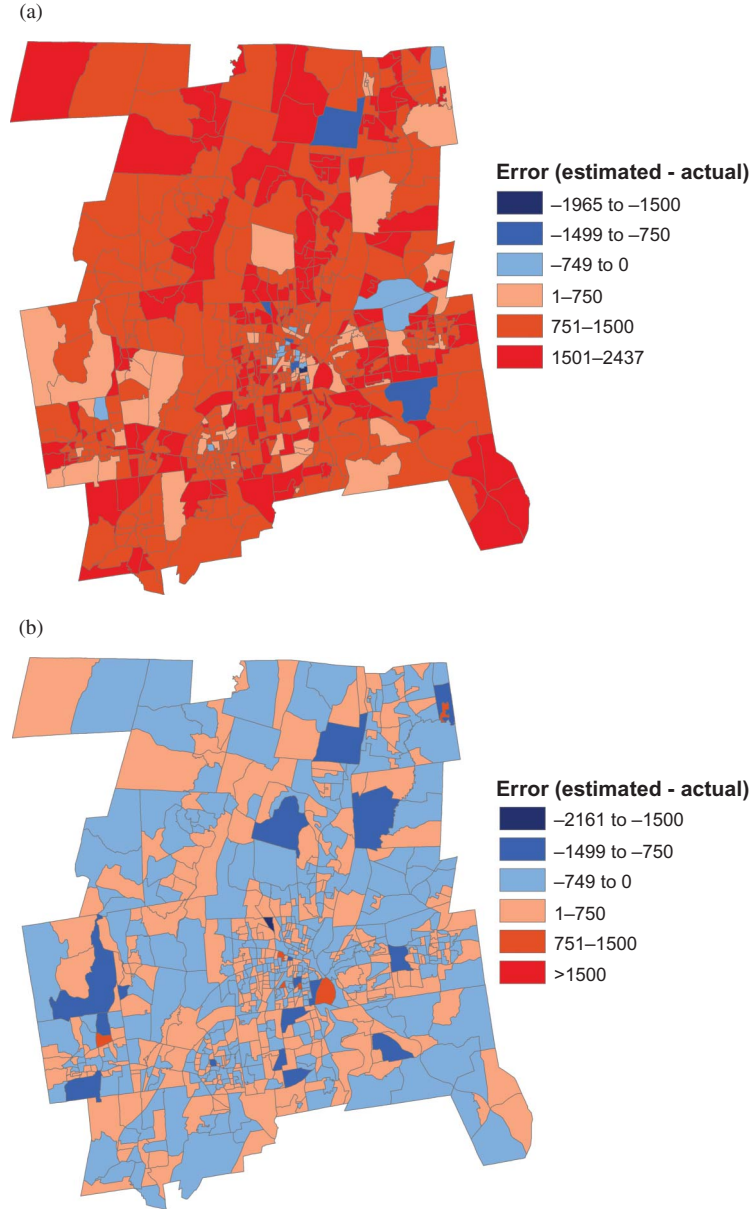 (a)
Error (estimated - actual)
–1965 to –1500
–1499 to –750
–749 to 0
1–750
751–1500
1501–2437
(b)
Error (estimated - actual)
–2161 to –1500
–1499 to –750
–749 to 0
1–750
751–1500
>1500